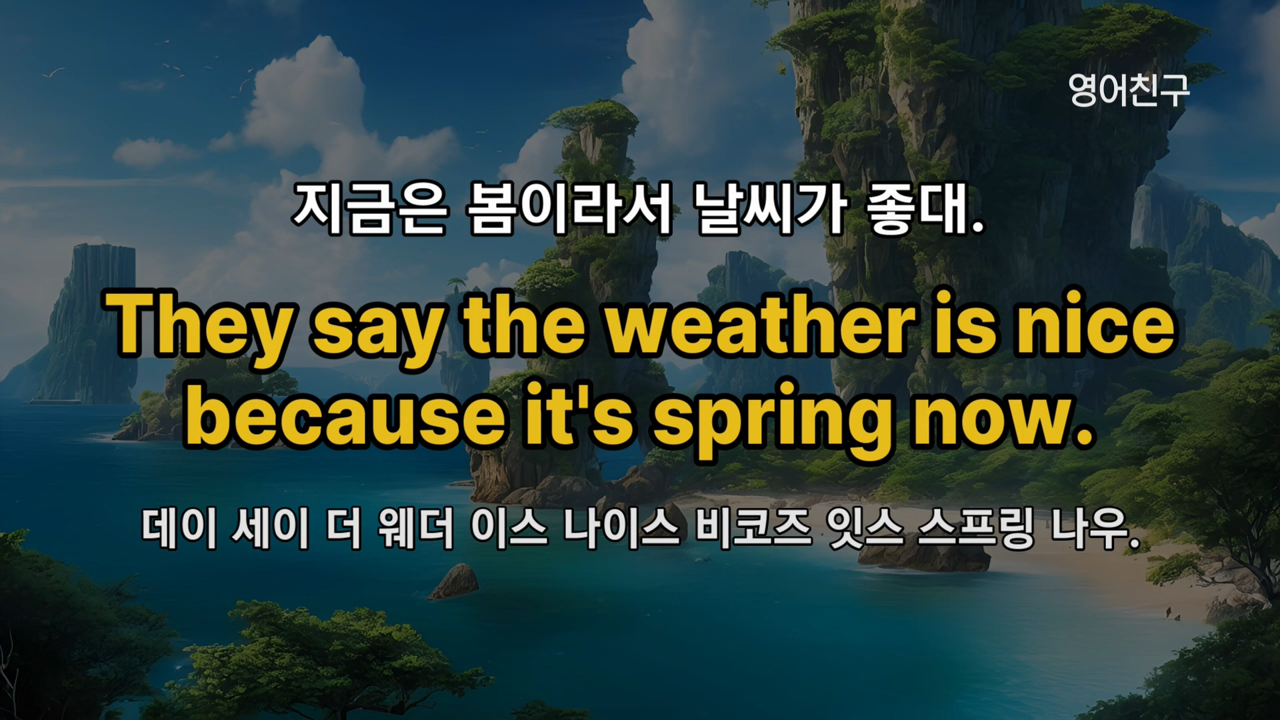 영어친구
지금은 봄이라서 날씨가 좋대.
They say the weather is nice
because it's spring now.
데이 세이 더 웨더 이스 나이스 비코즈 잇스 스프링 나우.